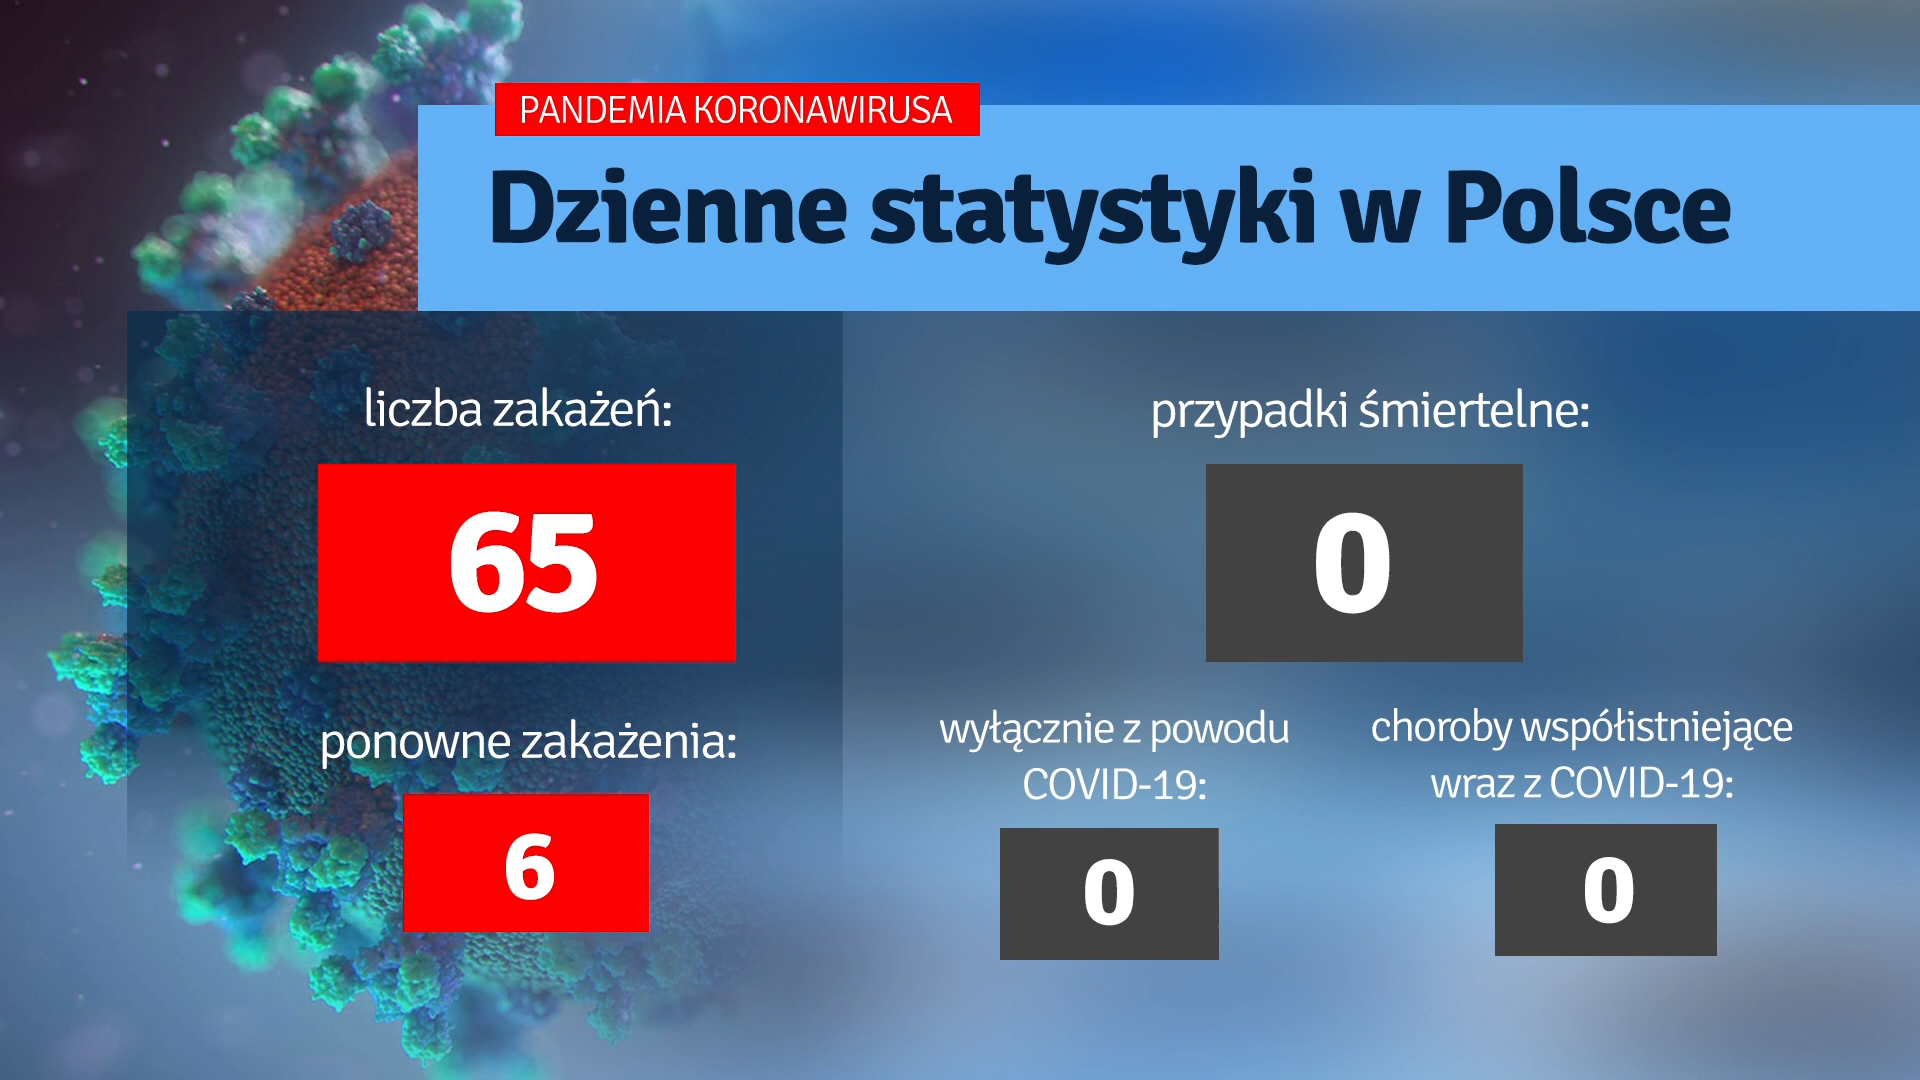 PANDEMIA KORONAWIRUSA
Dzienne statystyki w Polsce
liczba zakażeń:
65
ponowne zakażenia:
6
przypadki śmiertelne:
0
wyłącznie z powodu
COVID-19:
0
choroby współistniejące
wraz z COVID-19:
0